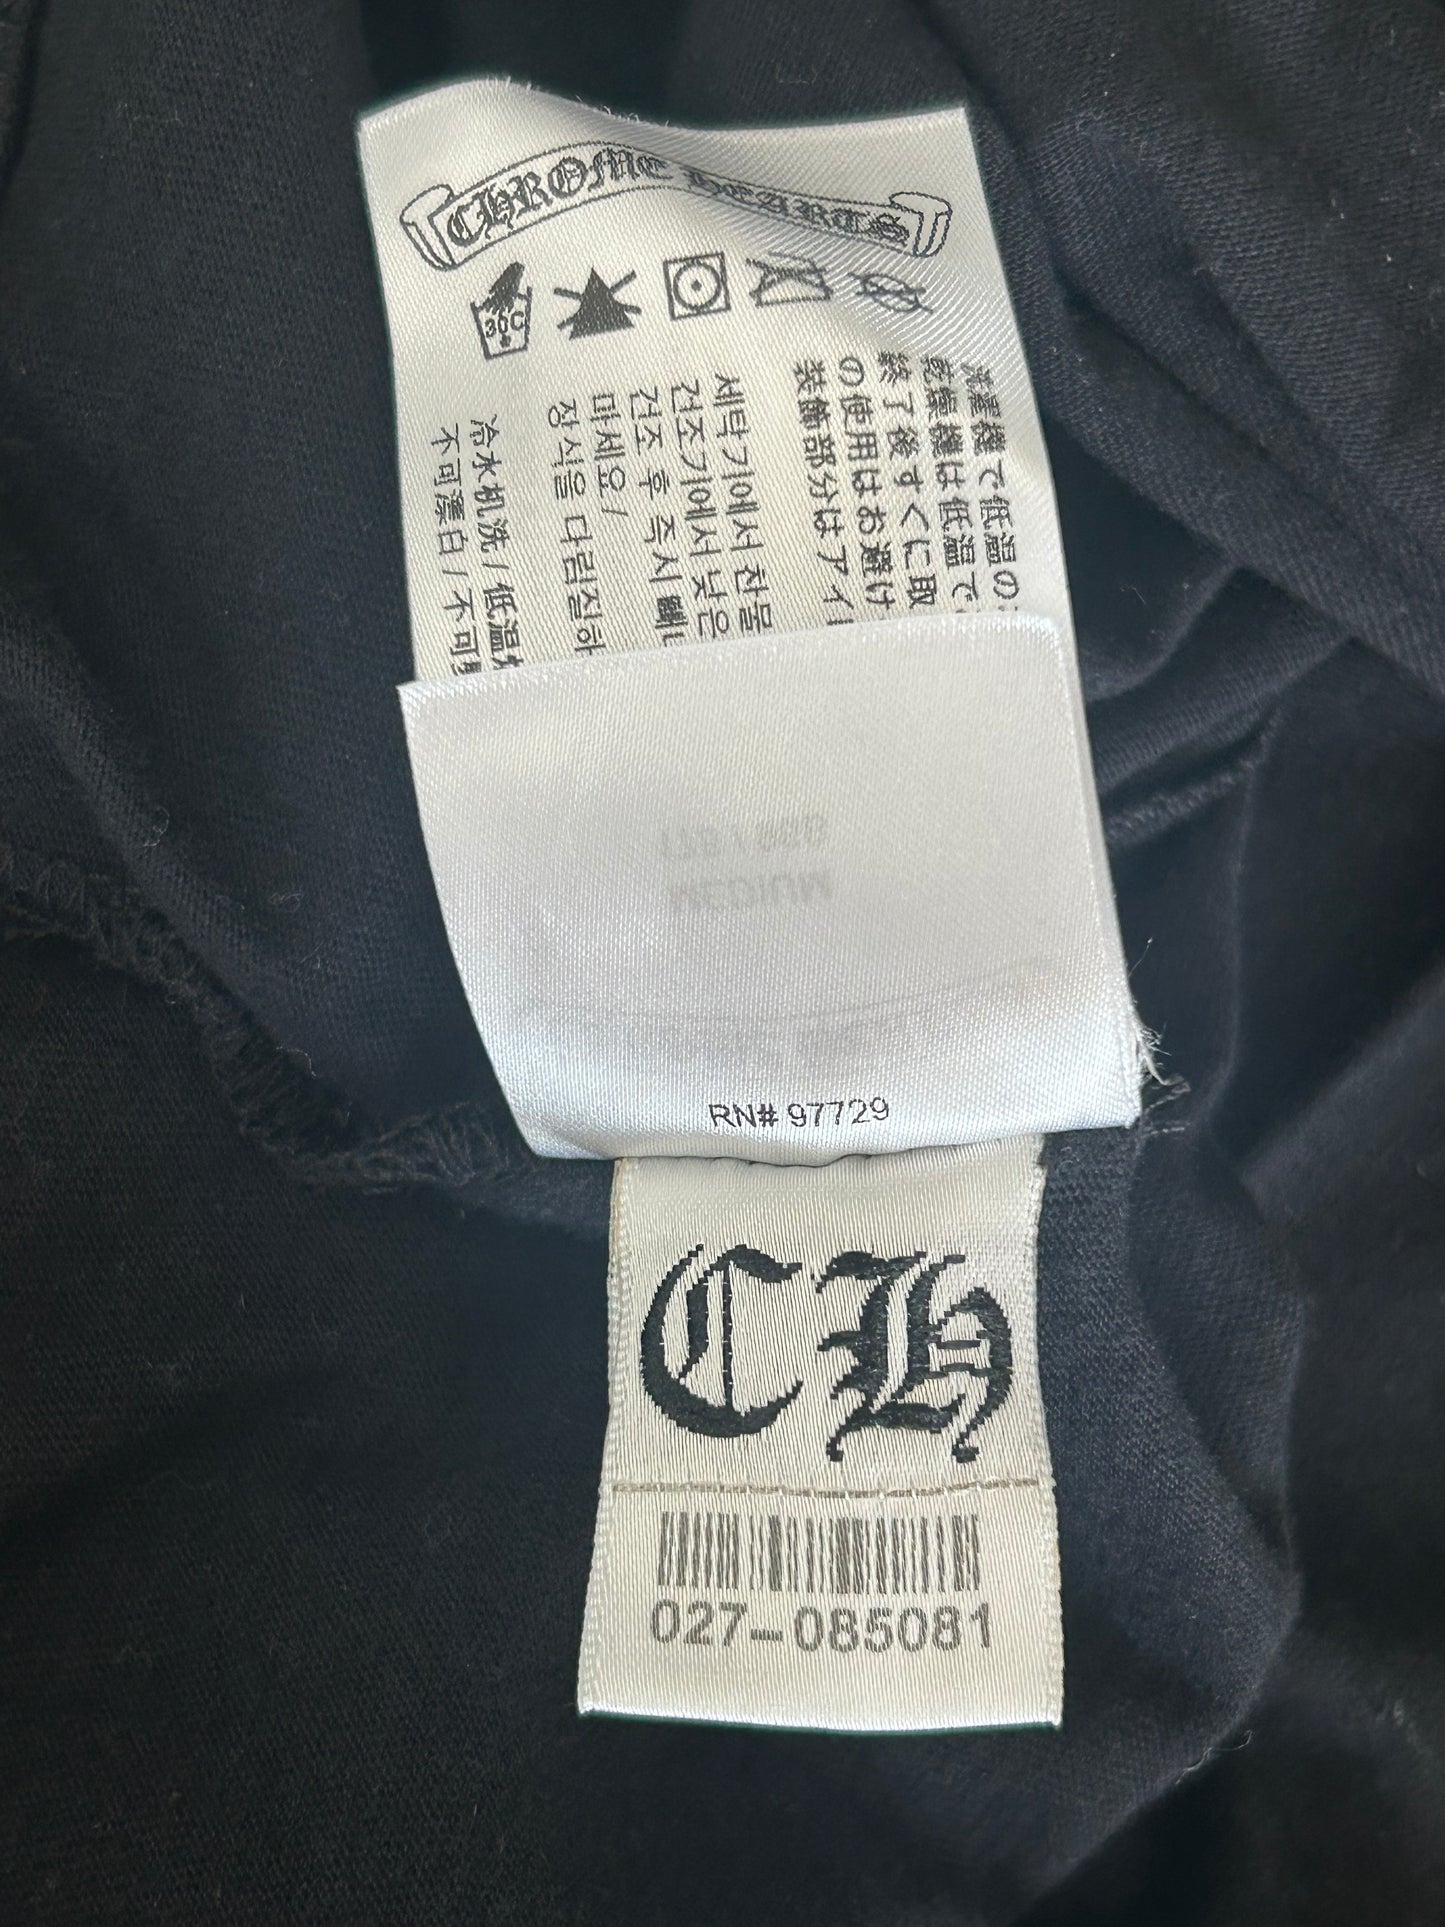 CHROME HEARTS
30C
洗濯機で低温の
乾燥機は低温で
終了後すぐに取
の使用はお避け
装飾部分はアイ
세탁기에서 찬물
건조기에서 낮은
건조 후 즉시
마세요/
장식을 다림질하
冷水机洗/低温
不可漂白/不可
MEDIUM
RN# 97729
CH
027-085081